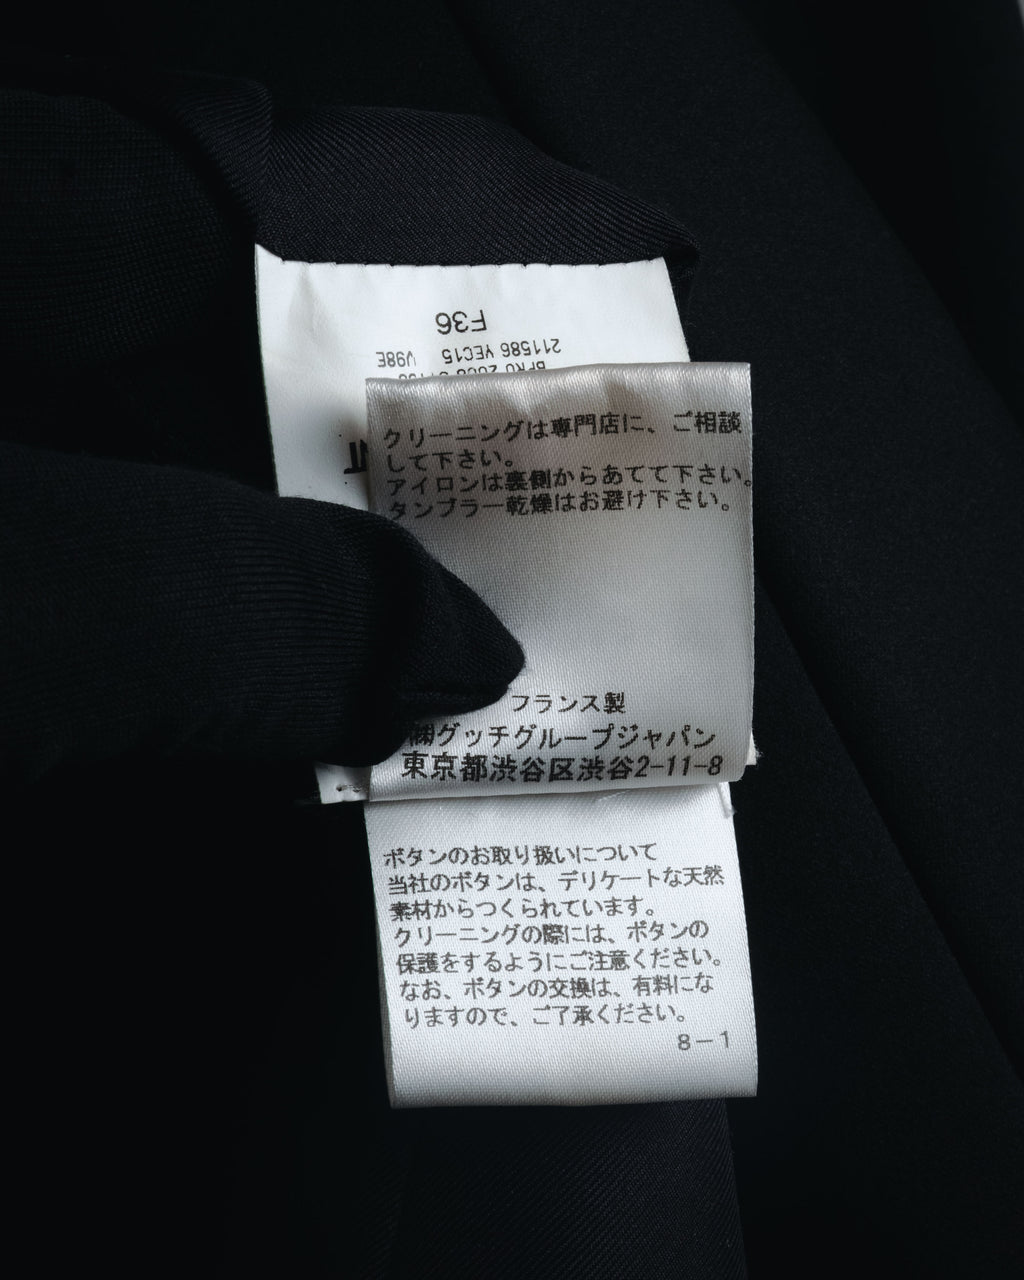 F36
211586 YEC15 V98E
クリーニングは専門店に、ご相談
して下さい。
アイロンは裏側からあてて下さい。
タンブラー乾燥はお避け下さい。
フランス製
㈱グッチグループジャパン
東京都渋谷区渋谷2-11-8
ボタンのお取り扱いについて
当社のボタンは、デリケートな天然
素材からつくられています。
クリーニングの際には、ボタンの
保護をするようにご注意ください。
なお、ボタンの交換は、有料にな
りますので、ご了承ください。
8-1